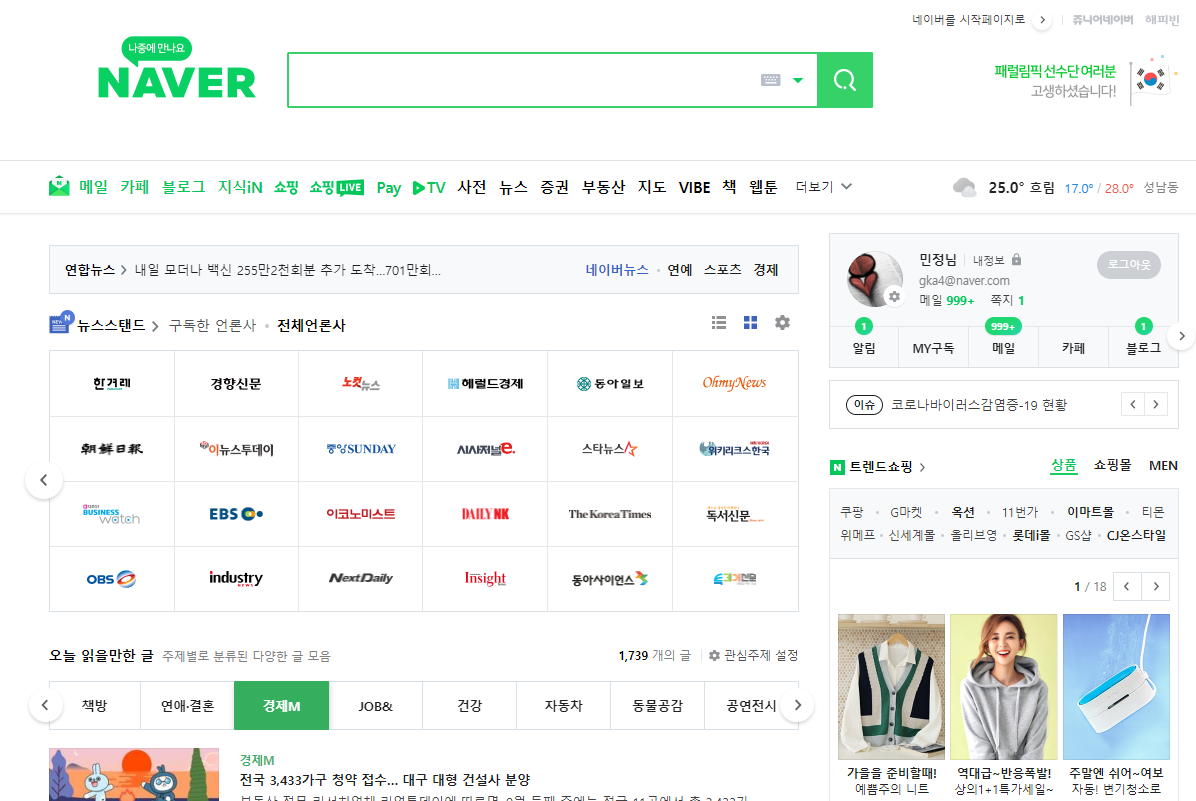 네이버를 시작페이지로
쥬니어네이버 해피빈
나중에 만나요
NAVER
패럴림픽 선수단 여러분
고생하셨습니다!
메일 카페 블로그 지식iN 쇼핑 쇼핑LIVE Pay TV 사전 뉴스 증권 부동산 지도 VIBE 책 웹툰 더보기
25.0° 흐림 17.0° / 28.0° 성남동
연합뉴스 > 내일 모더나 백신 255만2천회분 추가 도착...701만회...
네이버뉴스 · 연예 스포츠 경제
뉴스스탠드 > 구독한 언론사 · 전체언론사
한겨레 경향신문 노컷뉴스 헤럴드경제 동아일보 OhmyNews
朝鮮日報 이뉴스투데이 중앙SUNDAY 시사저널e. 스타뉴스 위키리크스한국
BUSINESS watch EBS 이코노미스트 DAILY NK The Korea Times 독서신문
OBS industry NEWS NextDaily Insight 동아사이언스
오늘 읽을만한 글 주제별로 분류된 다양한 글 모음
1,739 개의 글 관심주제 설정
책방 연애·결혼 경제M JOB& 건강 자동차 동물공감 공연전시
경제M
전국 3,433가구 청약 접수... 대구 대형 건설사 분양
민정님 내정보
로그아웃
gka4@naver.com
메일 999+ 쪽지 1
1 999+ 1
알림 MY구독 메일 카페 블로그
이슈 코로나바이러스감염증-19 현황
N 트렌드쇼핑 >
상품 쇼핑몰 MEN
쿠팡 · G마켓 · 옥션 · 11번가 · 이마트몰 · 티몬
위메프 · 신세계몰 · 올리브영 · 롯데i몰 · GS샵 · CJ온스타일
1 / 18
가을을 준비할때!
예쁨주의 니트
역대급~반응폭발!
상의1+1특가세일~
주말엔 쉬어~여보
자동! 변기청소로